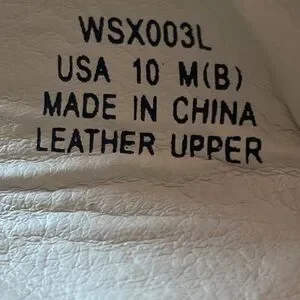 WSX003L
USA 10 M(B)
MADE IN CHINA
LEATHER UPPER